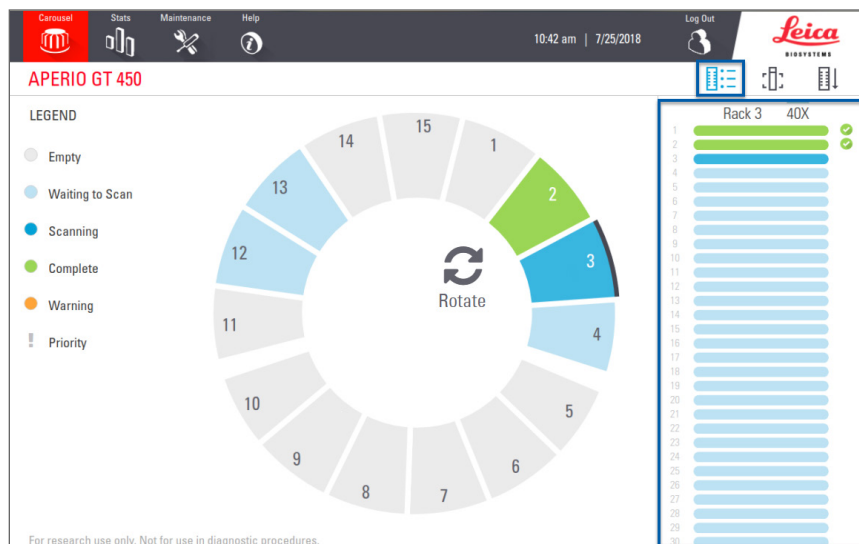 Carousel
Stats
Maintenance
Help
10:42 am | 7/25/2018
Log Out
Leica
BIOSYSTEMS
APERIO GT 450
LEGEND
Empty
Waiting to Scan
Scanning
Complete
Warning
! Priority
15
1
2
3
4
5
6
7
8
9
10
11
12
13
14
Rotate
Rack 3 40X
1
2
3
4
5
6
7
8
9
10
11
12
13
14
15
16
17
18
19
20
21
22
23
24
25
26
27
28
29
30
For research use only. Not for use in diagnostic procedures.